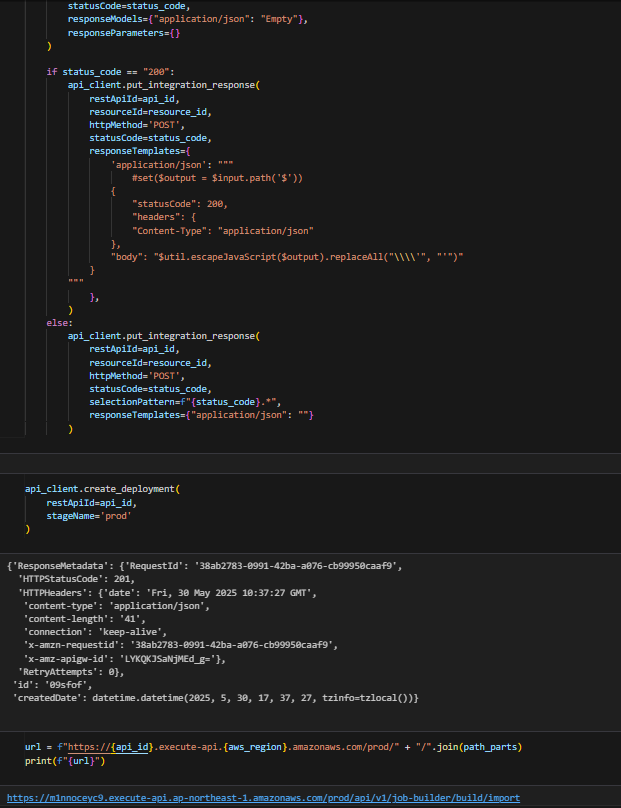 statusCode=status_code,
responseModels={"application/json": "Empty"},
responseParameters={}
)
if status_code == "200":
api_client.put_integration_response(
restApiId=api_id,
resourceId=resource_id,
httpMethod='POST',
statusCode=status_code,
responseTemplates={
'application/json': """
#set($output = $input.path('$'))
{
"statusCode": 200,
"headers": {
"Content-Type": "application/json"
},
"body": "$util.escapeJavaScript($output).replaceAll("\\\\'", "'")"
}
"""
},
)
else:
api_client.put_integration_response(
restApiId=api_id,
resourceId=resource_id,
httpMethod='POST',
statusCode=status_code,
selectionPattern=f"{status_code}.*",
responseTemplates={"application/json": ""}
)
api_client.create_deployment(
restApiId=api_id,
stageName='prod'
)
{'ResponseMetadata': {'RequestId': '38ab2783-0991-42ba-a076-cb99950caaf9',
'HTTPStatusCode': 201,
'HTTPHeaders': {'date': 'Fri, 30 May 2025 10:37:27 GMT',
'content-type': 'application/json',
'content-length': '41',
'connection': 'keep-alive',
'x-amzn-requestid': '38ab2783-0991-42ba-a076-cb99950caaf9',
'x-amz-apigw-id': 'LYKQKJSaNjMEd_g='},
'RetryAttempts': 0},
'id': '09sfof',
'createdDate': datetime.datetime(2025, 5, 30, 17, 37, 27, tzinfo=tzlocal())}
url = f"https://{api_id}.execute-api.{aws_region}.amazonaws.com/prod/" + "/".join(path_parts)
print(f"{url}")
https://m1nnoceyc9.execute-api.ap-northeast-1.amazonaws.com/prod/api/v1/job-builder/build/import